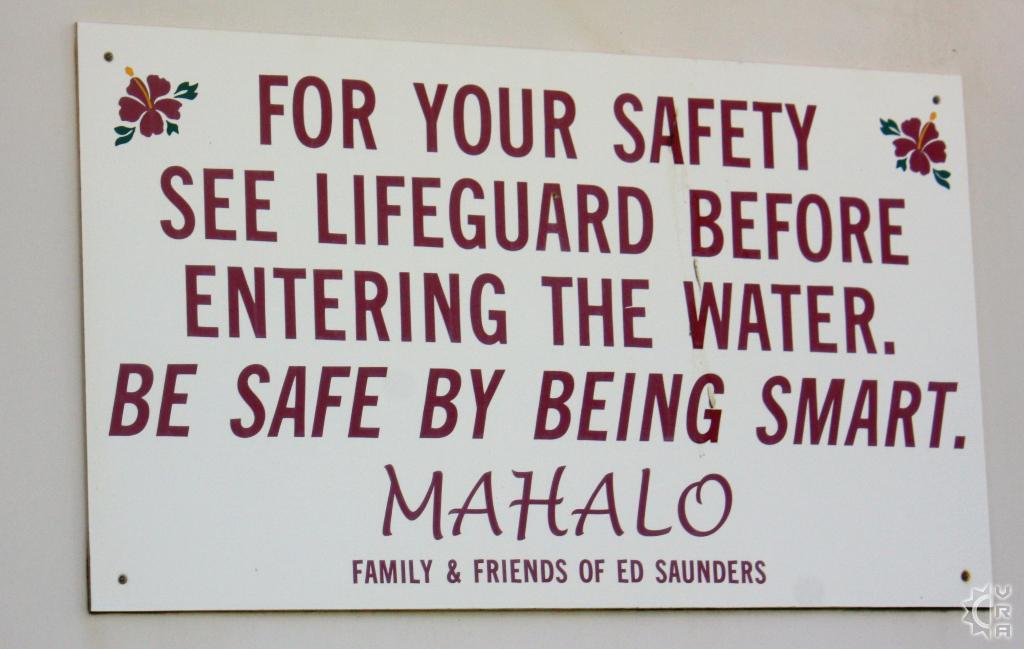 FOR YOUR SAFETY
SEE LIFEGUARD BEFORE
ENTERING THE WATER.
BE SAFE BY BEING SMART.
MAHALO
FAMILY & FRIENDS OF ED SAUNDERS
URA